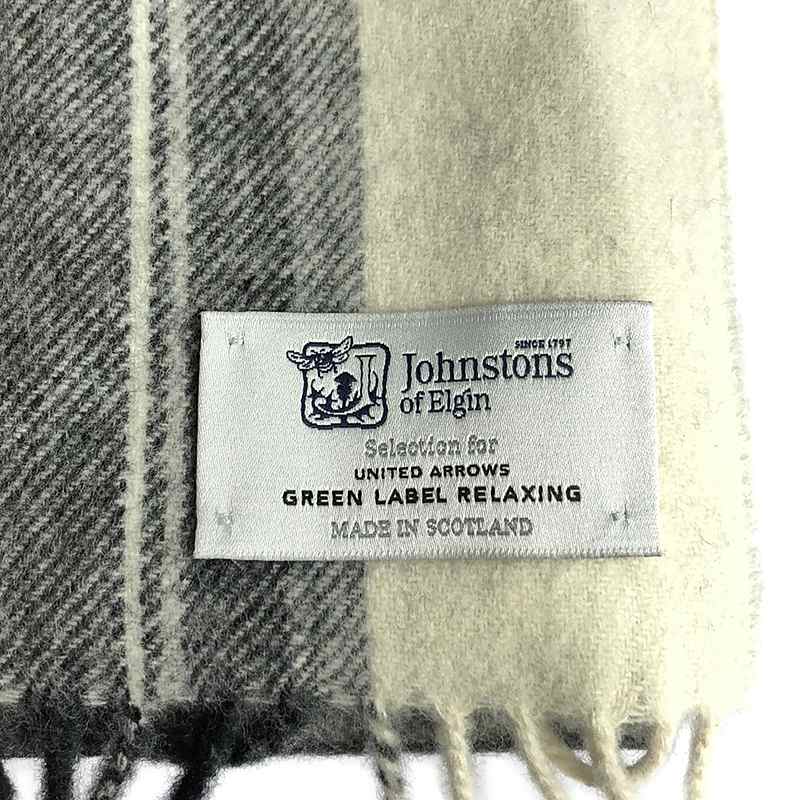 SINCE 1797
Johnstons
of Elgin
Selection for
UNITED ARROWS
GREEN LABEL RELAXING
MADE IN SCOTLAND